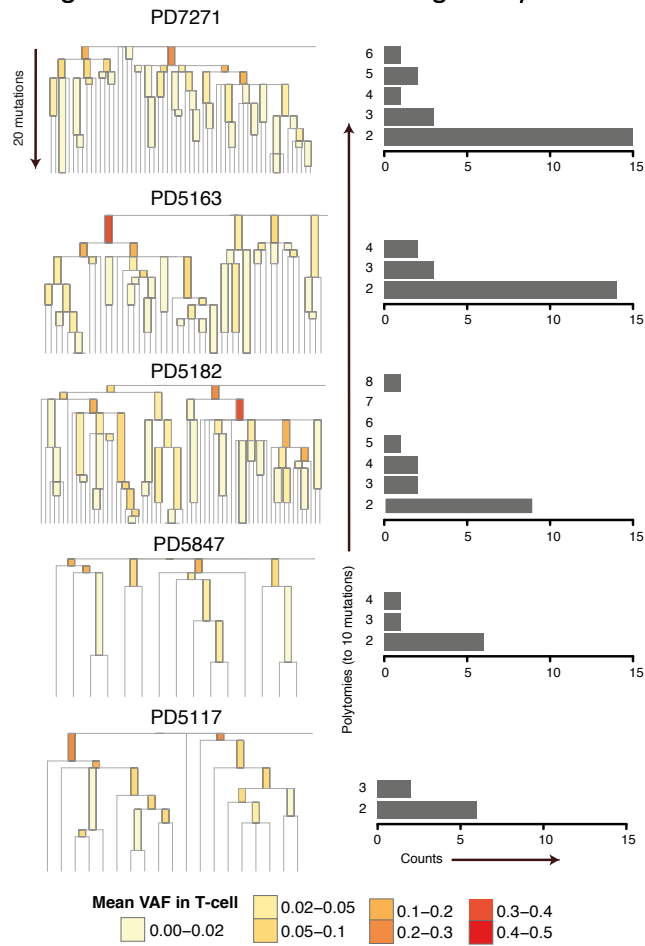 PD7271
20 mutations
6
5
4
3
2
0 5 10 15
PD5163
4
3
2
0 5 10 15
PD5182
8
7
6
5
4
3
2
0 5 10 15
PD5847
Polytomies (to 10 mutations)
4
3
2
0 5 10 15
PD5117
3
2
0 5 10 15
Counts
Mean VAF in T-cell
0.00–0.02
0.02–0.05
0.05–0.1
0.1–0.2
0.2–0.3
0.3–0.4
0.4–0.5